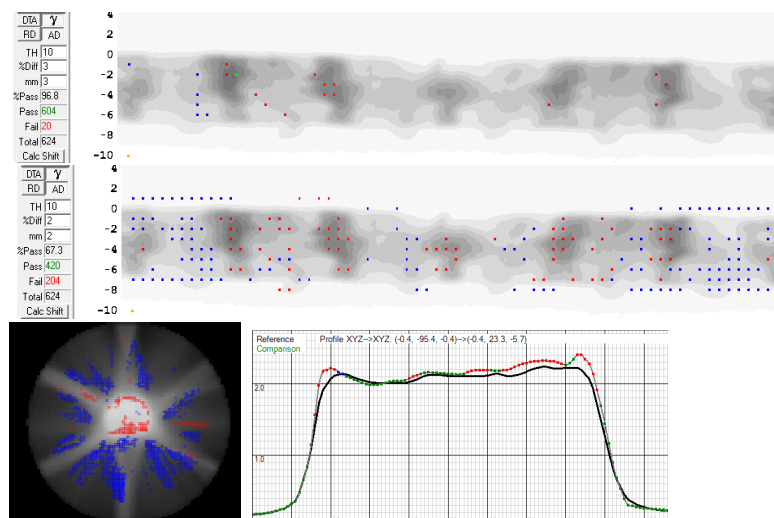 DTA γ
RD AD
TH 10
%Diff 3
mm 3
%Pass 96.8
Pass 604
Fail 20
Total 624
Calc Shift
4
2
0
-2
-4
-6
-8
-10
DTA γ
RD AD
TH 10
%Diff 2
mm 2
%Pass 67.3
Pass 420
Fail 204
Total 624
Calc Shift
4
2
0
-2
-4
-6
-8
-10
Reference Profile XYZ-->XYZ: (-0.4, -95.4, -0.4)-->(-0.4, 23.3, -5.7)
Comparison
2.0
1.0